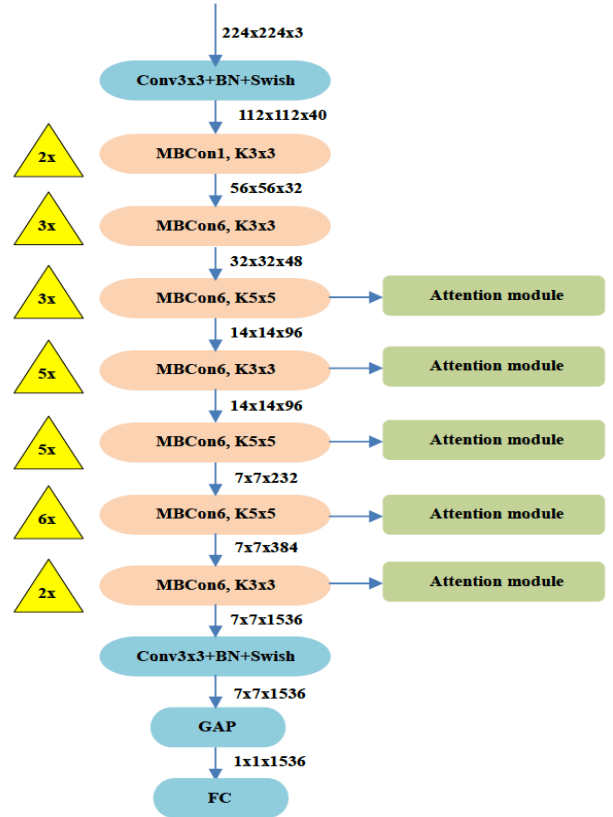 224x224x3
Conv3x3+BN+Swish
112x112x40
2x
MBCon1, K3x3
56x56x32
3x
MBCon6, K3x3
32x32x48
3x
MBCon6, K5x5
Attention module
14x14x96
5x
MBCon6, K3x3
Attention module
14x14x96
5x
MBCon6, K5x5
Attention module
7x7x232
6x
MBCon6, K5x5
Attention module
7x7x384
2x
MBCon6, K3x3
Attention module
7x7x1536
Conv3x3+BN+Swish
7x7x1536
GAP
1x1x1536
FC